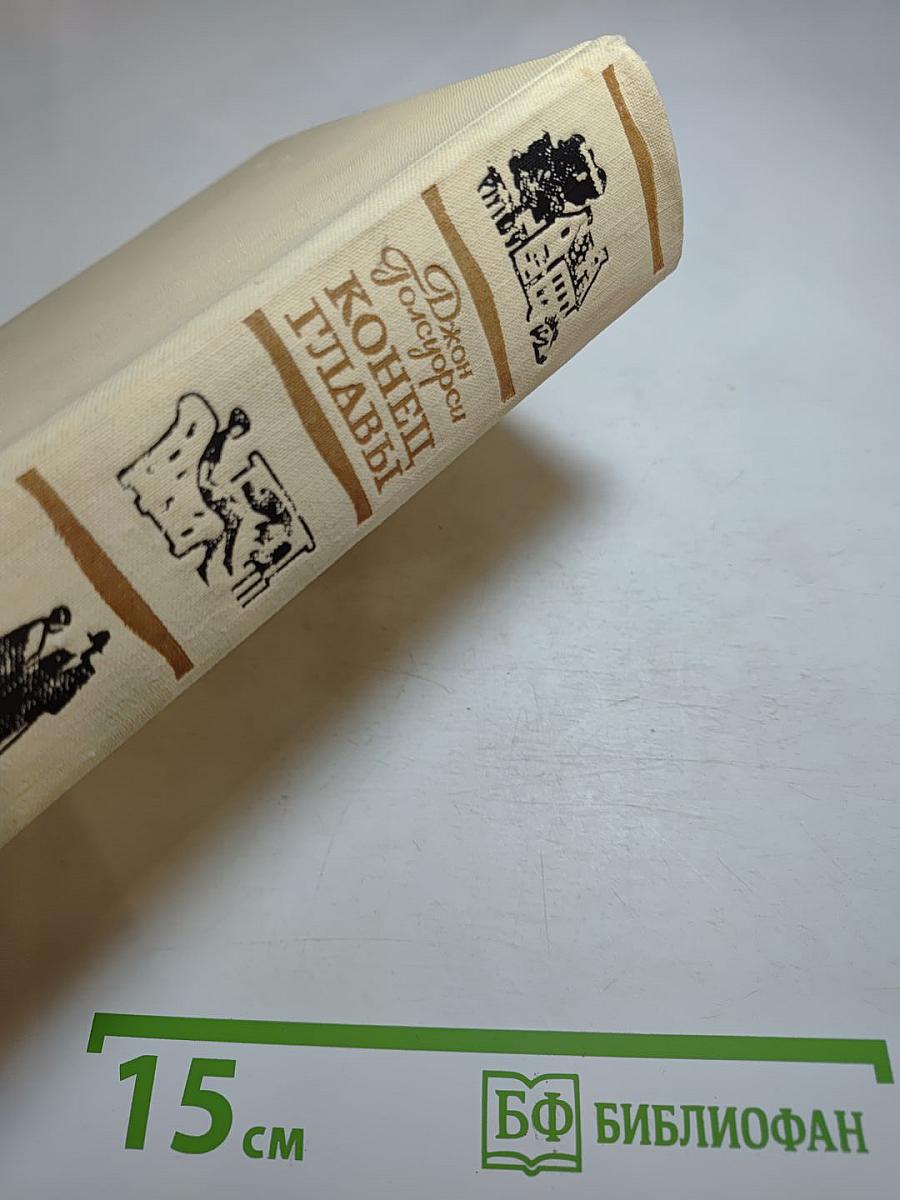 Джон
Голсуорси
КОНЕЦ
ГЛАВЫ
15 см
БФ БИБЛИОФАН